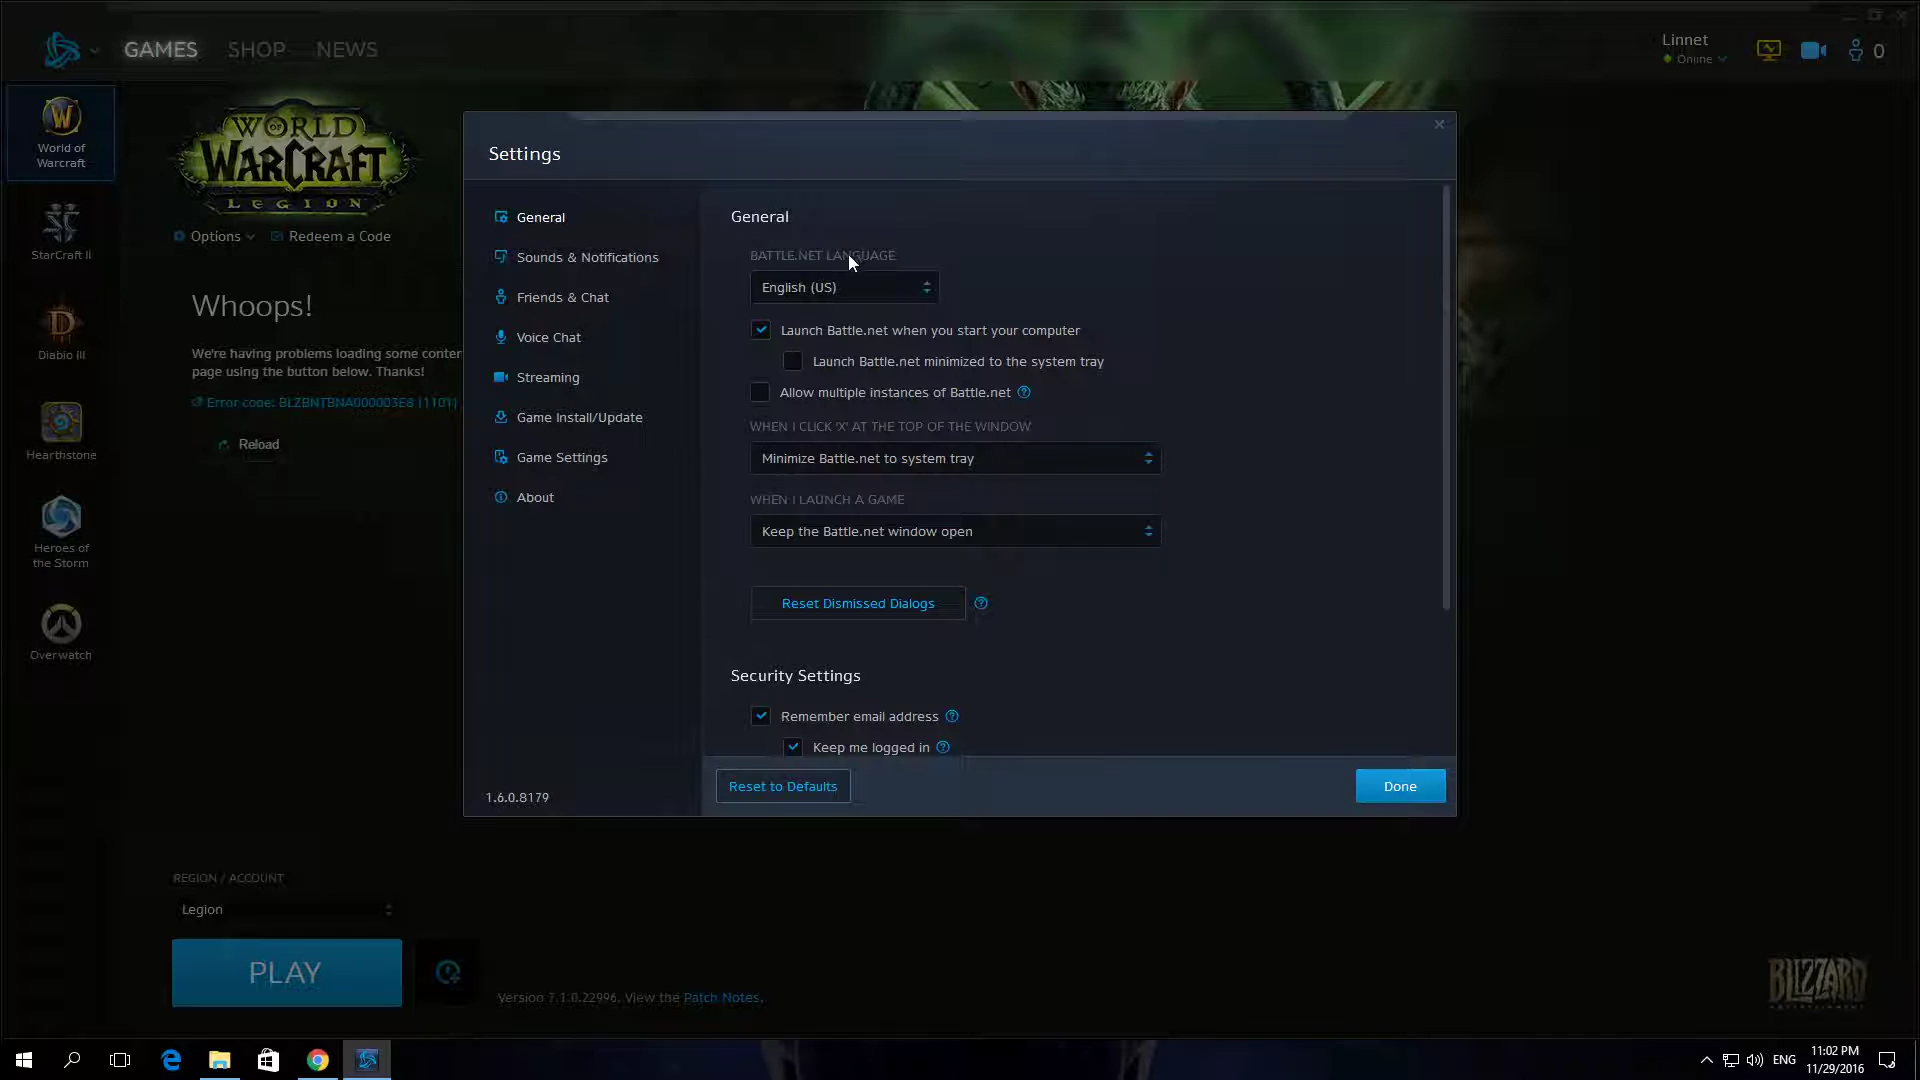 GAMES SHOP NEWS
Linnet
Online
0
World of
Warcraft
StarCraft II
Diablo III
Hearthstone
Heroes of
the Storm
Overwatch
WORLD OF
WARCRAFT
LEGION
Options
Redeem a Code
Whoops!
We're having problems loading some conter
page using the button below. Thanks!
Error code: BLZBNTBNA000003E8 [1101]
Reload
Settings
General
Sounds & Notifications
Friends & Chat
Voice Chat
Streaming
Game Install/Update
Game Settings
About
1.6.0.8179
General
BATTLE.NET LANGUAGE
English (US)
Launch Battle.net when you start your computer
Launch Battle.net minimized to the system tray
Allow multiple instances of Battle.net
WHEN I CLICK 'X' AT THE TOP OF THE WINDOW
Minimize Battle.net to system tray
WHEN I LAUNCH A GAME
Keep the Battle.net window open
Reset Dismissed Dialogs
Security Settings
Remember email address
Keep me logged in
Reset to Defaults
Done
REGION / ACCOUNT
Legion
PLAY
Version 7.1.0.22996. View the Patch Notes.
BLIZZARD
ENTERTAINMENT
ENG
11:02 PM
11/29/2016